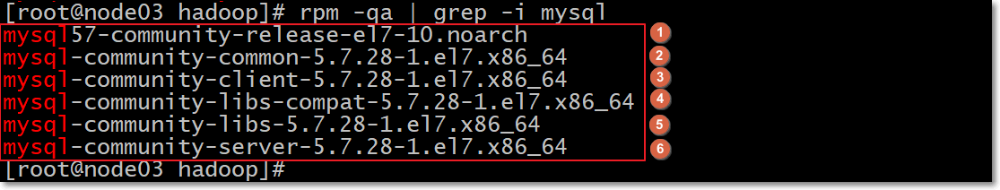 [root@node03 hadoop]# rpm -qa | grep -i mysql
mysql57-community-release-el7-10.noarch 1
mysql-community-common-5.7.28-1.el7.x86_64 2
mysql-community-client-5.7.28-1.el7.x86_64 3
mysql-community-libs-compat-5.7.28-1.el7.x86_64 4
mysql-community-libs-5.7.28-1.el7.x86_64 5
mysql-community-server-5.7.28-1.el7.x86_64 6
[root@node03 hadoop]#